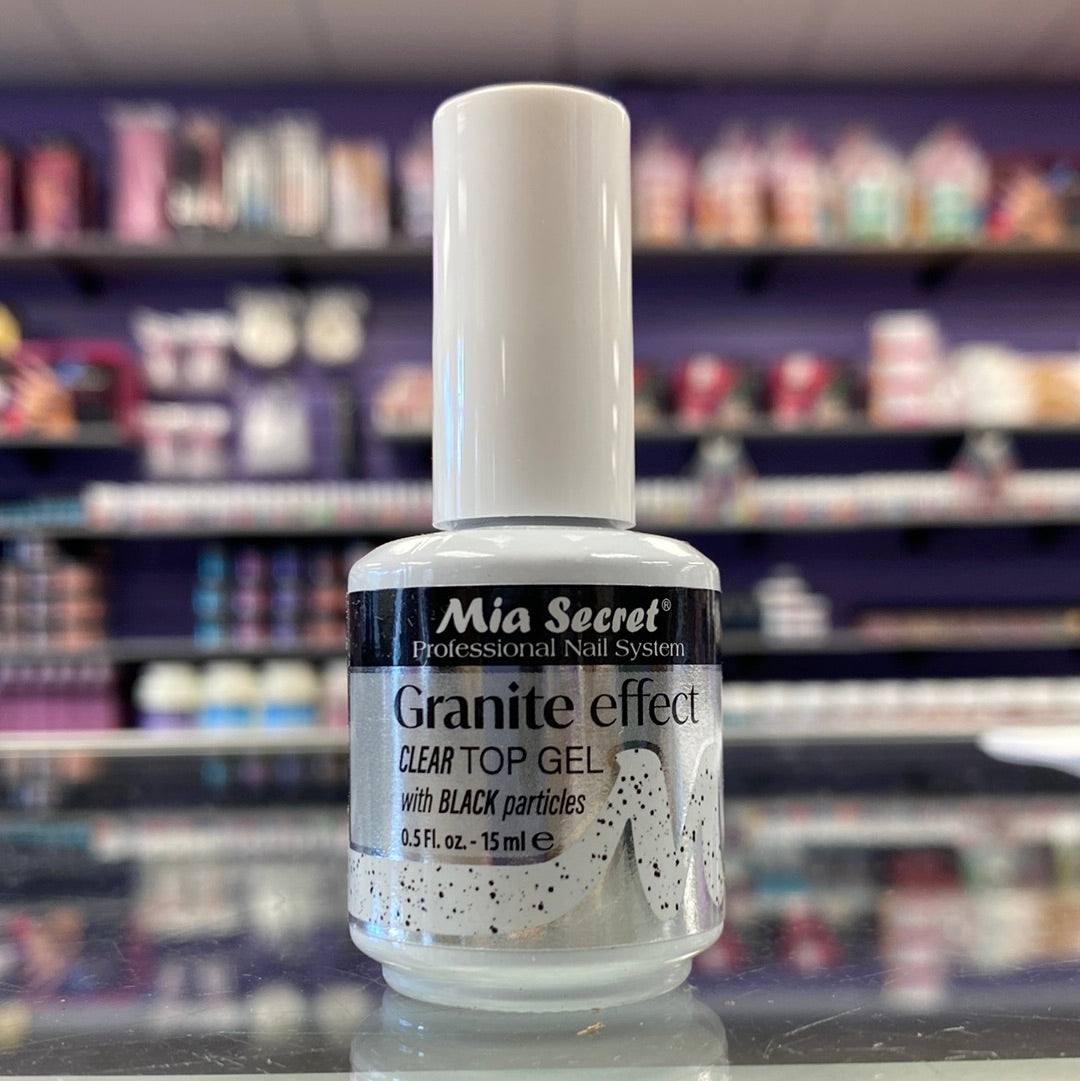 Mia Secret®
Professional Nail System
Granite effect
CLEAR TOP GEL
with BLACK particles
0.5 Fl. oz. - 15 ml ℮